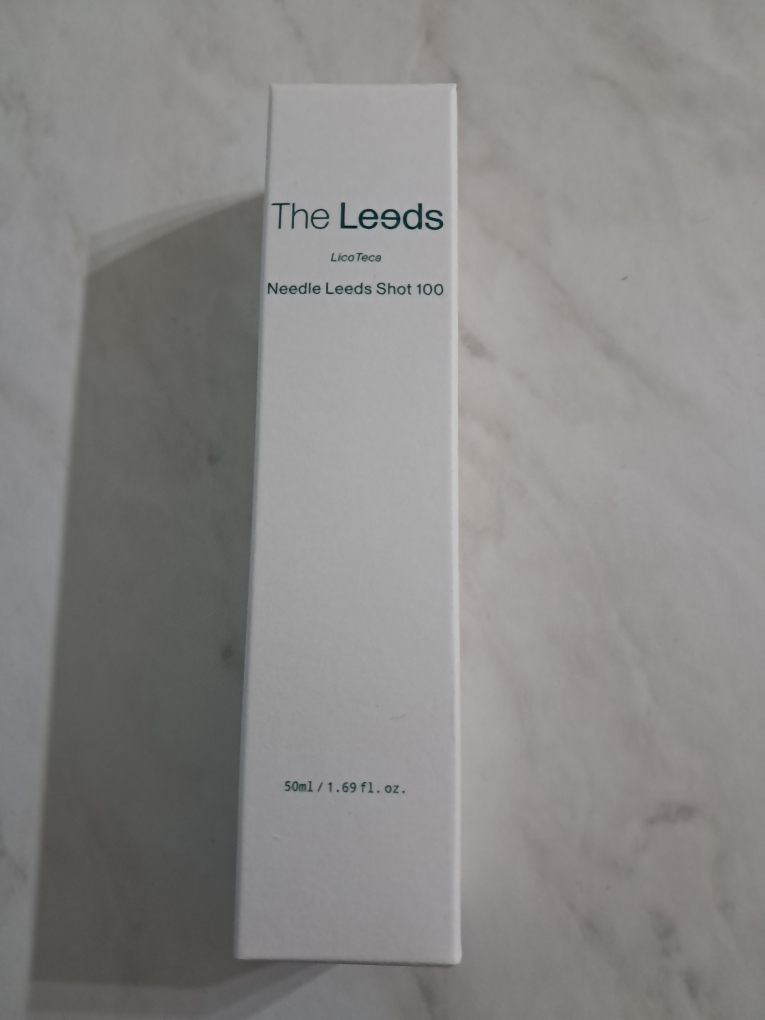 The Leeds
LicoTeca
Needle Leeds Shot 100
50ml / 1.69 fl. oz.